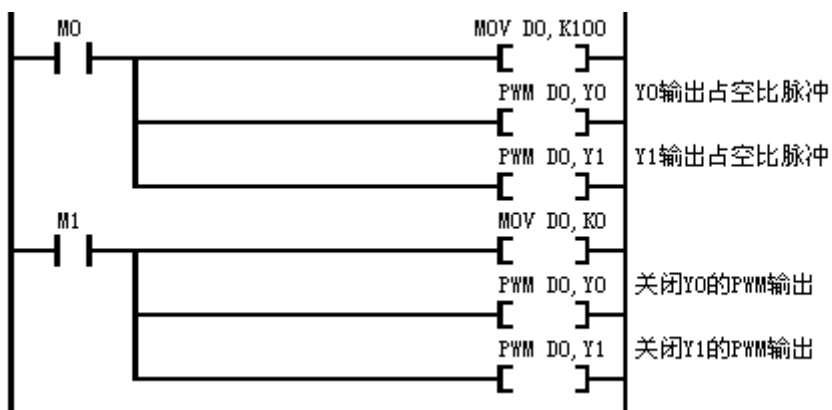 M0
MOV D0,K100
PWM D0,Y0
Y0输出占空比脉冲
PWM D0,Y1
Y1输出占空比脉冲
M1
MOV D0,K0
PWM D0,Y0
关闭Y0的PWM输出
PWM D0,Y1
关闭Y1的PWM输出